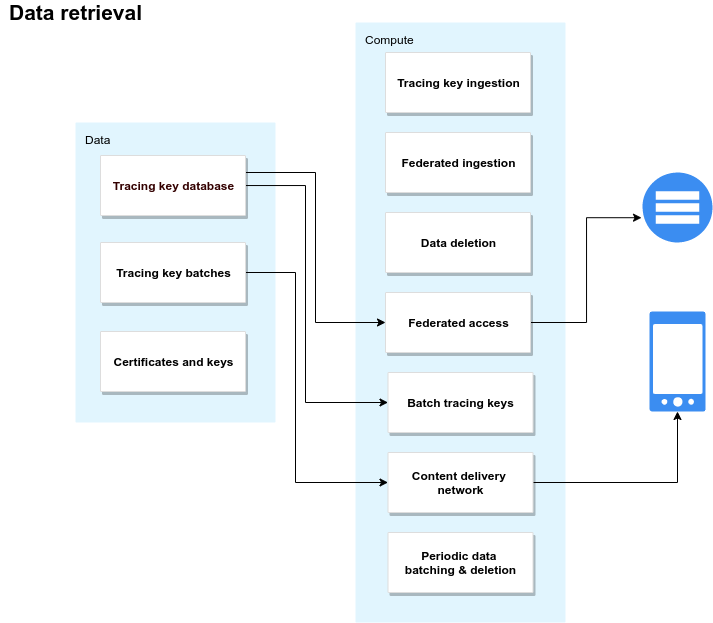 Data retrieval
Data
Tracing key database
Tracing key batches
Certificates and keys
Compute
Tracing key ingestion
Federated ingestion
Data deletion
Federated access
Batch tracing keys
Content delivery
network
Periodic data
batching & deletion